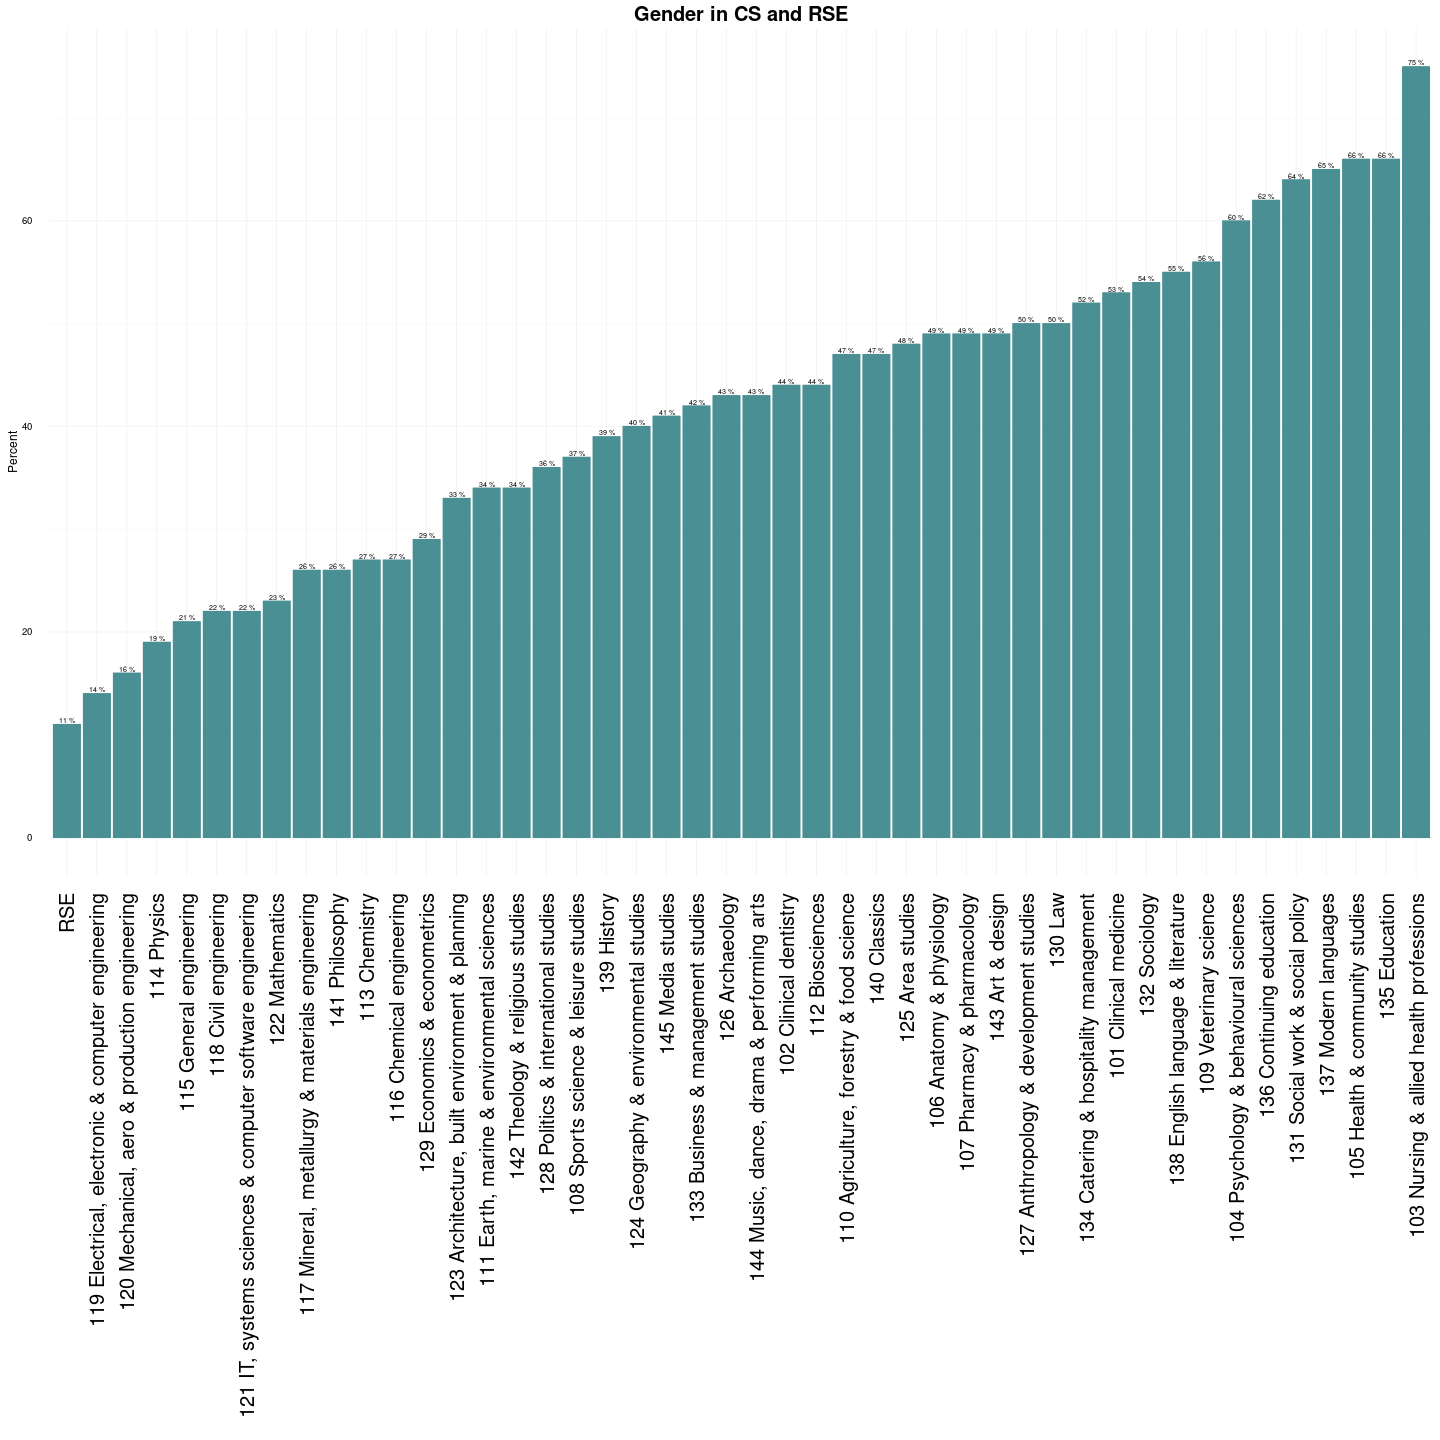 Gender in CS and RSE
Percent
60
40
20
0
11 %
14 %
16 %
19 %
21 %
22 %
22 %
23 %
26 %
26 %
27 %
27 %
29 %
33 %
34 %
34 %
36 %
37 %
39 %
40 %
41 %
42 %
43 %
43 %
44 %
44 %
47 %
47 %
48 %
49 %
49 %
49 %
50 %
50 %
52 %
53 %
54 %
55 %
56 %
60 %
62 %
64 %
65 %
66 %
66 %
75 %
RSE
119 Electrical, electronic & computer engineering
120 Mechanical, aero & production engineering
114 Physics
115 General engineering
118 Civil engineering
121 IT, systems sciences & computer software engineering
122 Mathematics
117 Mineral, metallurgy & materials engineering
141 Philosophy
113 Chemistry
116 Chemical engineering
129 Economics & econometrics
123 Architecture, built environment & planning
111 Earth, marine & environmental sciences
142 Theology & religious studies
128 Politics & international studies
108 Sports science & leisure studies
139 History
124 Geography & environmental studies
145 Media studies
133 Business & management studies
126 Archaeology
144 Music, dance, drama & performing arts
102 Clinical dentistry
112 Biosciences
110 Agriculture, forestry & food science
140 Classics
125 Area studies
106 Anatomy & physiology
107 Pharmacy & pharmacology
143 Art & design
127 Anthropology & development studies
130 Law
134 Catering & hospitality management
101 Clinical medicine
132 Sociology
138 English language & literature
109 Veterinary science
104 Psychology & behavioural sciences
136 Continuing education
131 Social work & social policy
137 Modern languages
105 Health & community studies
135 Education
103 Nursing & allied health professions